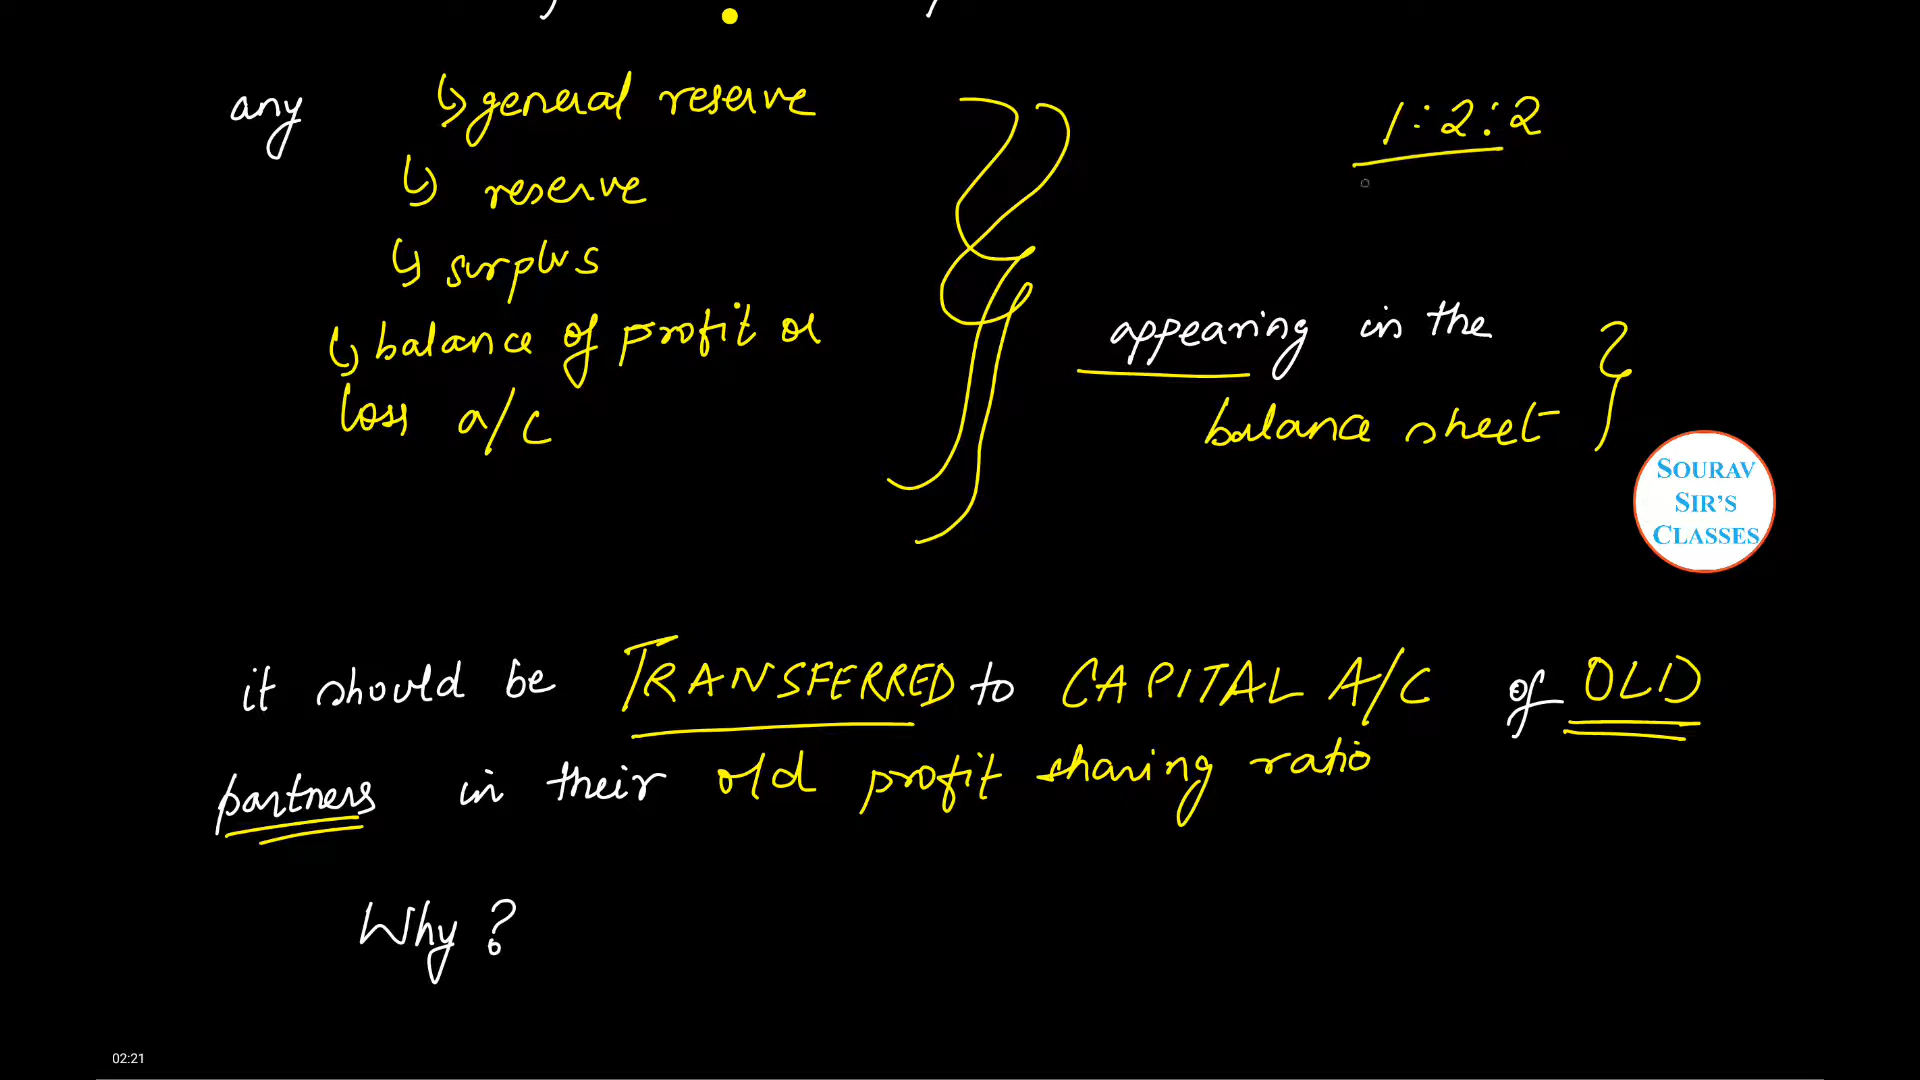 any
↳ general reserve
↳ reserve
↳ surplus
↳ balance of profit or
loss a/c
1:2:2
appearing in the
balance sheet
SOURAV
SIR'S
CLASSES
it should be TRANSFERRED to CAPITAL A/C of OLD
partners in their old profit sharing ratio
Why?
02:21